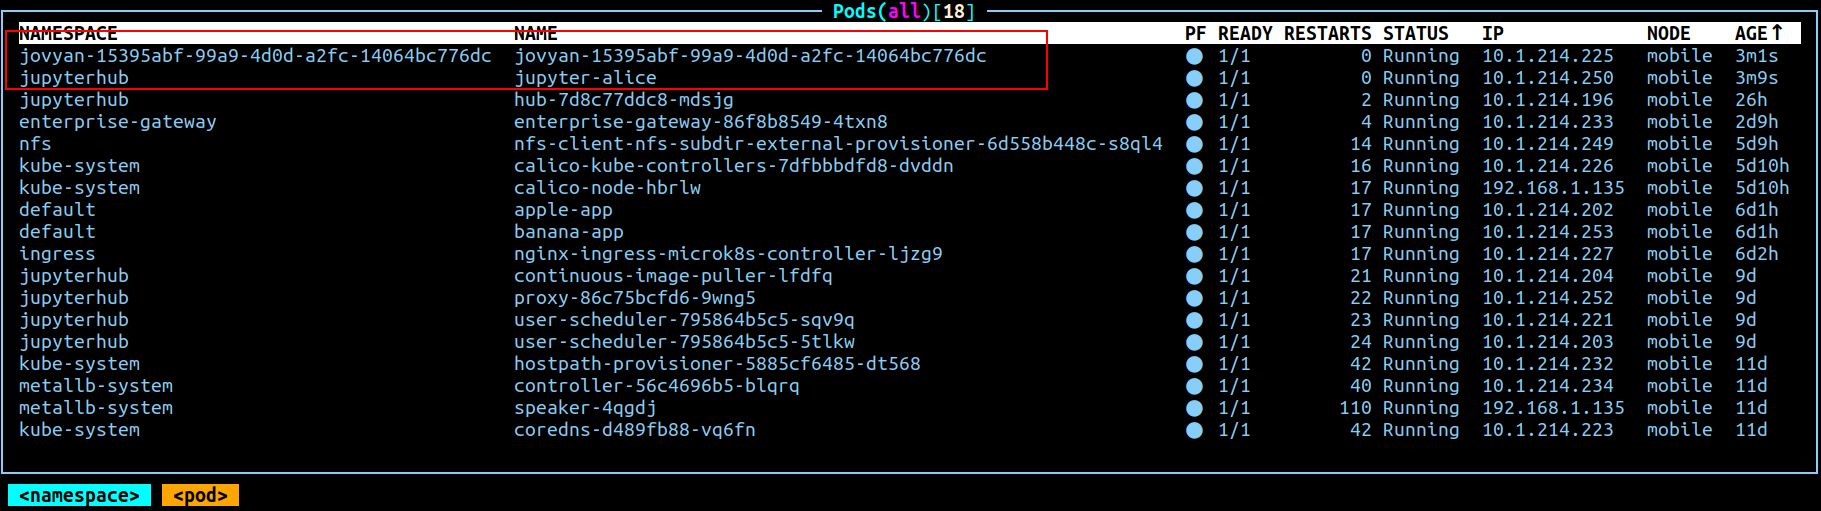 Pods(all)[18]
NAMESPACE NAME PF READY RESTARTS STATUS IP NODE AGE↑
jovyan-15395abf-99a9-4d0d-a2fc-14064bc776dc jovyan-15395abf-99a9-4d0d-a2fc-14064bc776dc ● 1/1 0 Running 10.1.214.225 mobile 3m1s
jupyterhub jupyter-alice ● 1/1 0 Running 10.1.214.250 mobile 3m9s
jupyterhub hub-7d8c77ddc8-mdsjg ● 1/1 2 Running 10.1.214.196 mobile 26h
enterprise-gateway enterprise-gateway-86f8b8549-4txn8 ● 1/1 4 Running 10.1.214.233 mobile 2d9h
nfs nfs-client-nfs-subdir-external-provisioner-6d558b448c-s8ql4 ● 1/1 14 Running 10.1.214.249 mobile 5d9h
kube-system calico-kube-controllers-7dfbbbdfd8-dvddn ● 1/1 16 Running 10.1.214.226 mobile 5d10h
kube-system calico-node-hbrlw ● 1/1 17 Running 192.168.1.135 mobile 5d10h
default apple-app ● 1/1 17 Running 10.1.214.202 mobile 6d1h
default banana-app ● 1/1 17 Running 10.1.214.253 mobile 6d1h
ingress nginx-ingress-microk8s-controller-ljzg9 ● 1/1 17 Running 10.1.214.227 mobile 6d2h
jupyterhub continuous-image-puller-lfdfq ● 1/1 21 Running 10.1.214.204 mobile 9d
jupyterhub proxy-86c75bcfd6-9wng5 ● 1/1 22 Running 10.1.214.252 mobile 9d
jupyterhub user-scheduler-795864b5c5-sqv9q ● 1/1 23 Running 10.1.214.221 mobile 9d
jupyterhub user-scheduler-795864b5c5-5tlkw ● 1/1 24 Running 10.1.214.203 mobile 9d
kube-system hostpath-provisioner-5885cf6485-dt568 ● 1/1 42 Running 10.1.214.232 mobile 11d
metallb-system controller-56c4696b5-blqrq ● 1/1 40 Running 10.1.214.234 mobile 11d
metallb-system speaker-4qgdj ● 1/1 110 Running 192.168.1.135 mobile 11d
kube-system coredns-d489fb88-vq6fn ● 1/1 42 Running 10.1.214.223 mobile 11d
<namespace> <pod>